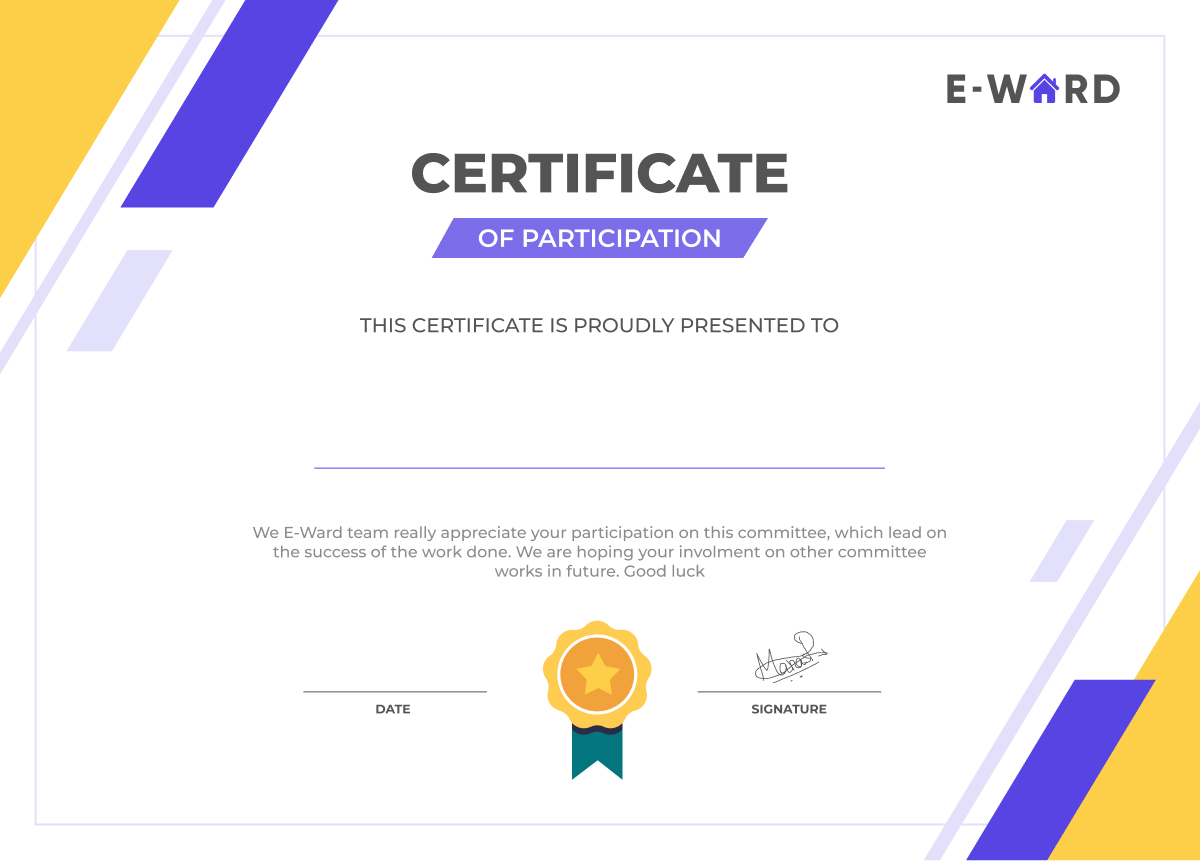 E-WARD
CERTIFICATE
OF PARTICIPATION
THIS CERTIFICATE IS PROUDLY PRESENTED TO
We E-Ward team really appreciate your participation on this committee, which lead on
the success of the work done. We are hoping your involment on other committee
works in future. Good luck
DATE
SIGNATURE